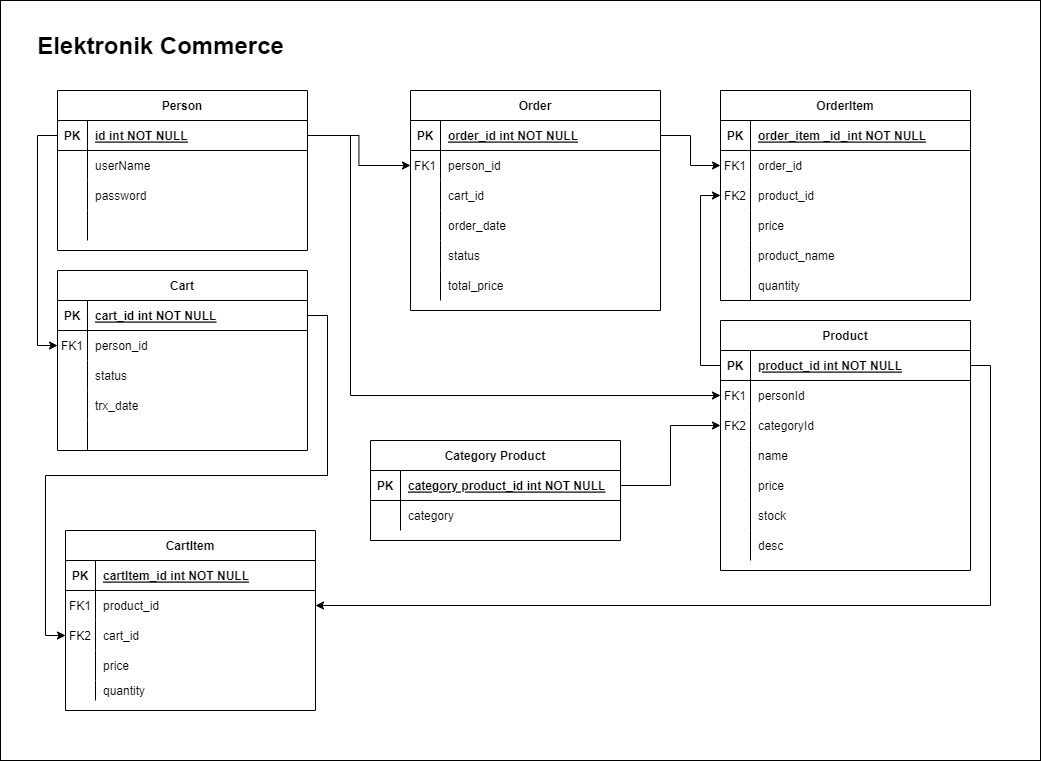 Elektronik Commerce
Person
PK id int NOT NULL
userName
password
Order
PK order_id int NOT NULL
FK1 person_id
cart_id
order_date
status
total_price
OrderItem
PK order_item _id_int NOT NULL
FK1 order_id
FK2 product_id
price
product_name
quantity
Cart
PK cart_id int NOT NULL
FK1 person_id
status
trx_date
Product
PK product_id int NOT NULL
FK1 personId
FK2 categoryId
name
price
stock
desc
Category Product
PK category_product_id int NOT NULL
category
CartItem
PK cartItem_id int NOT NULL
FK1 product_id
FK2 cart_id
price
quantity